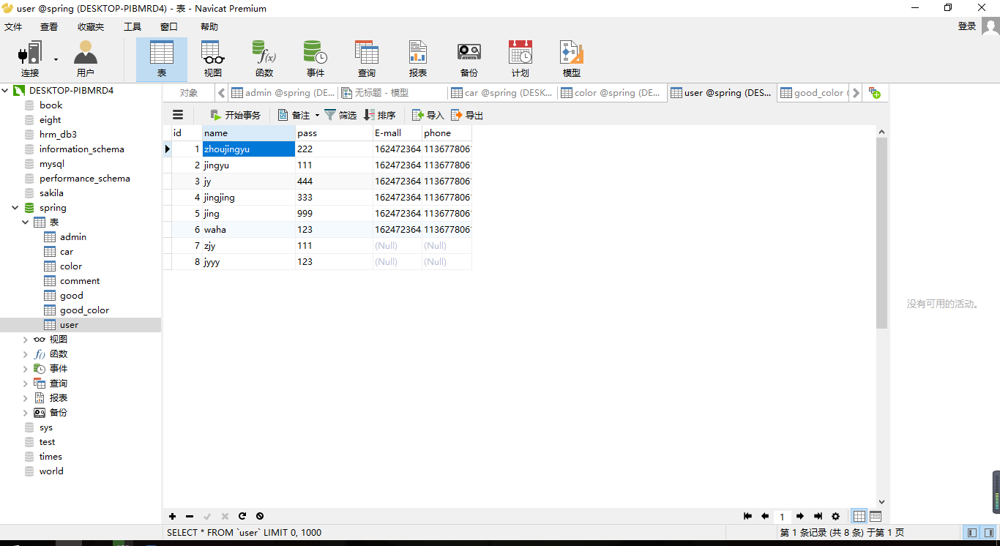 user @spring (DESKTOP-PIBMRD4) - 表 - Navicat Premium
文件 查看 收藏夹 工具 窗口 帮助 登录
连接 用户 表 视图 函数 事件 查询 报表 备份 计划 模型
DESKTOP-PIBMRD4
book
eight
hrm_db3
information_schema
mysql
performance_schema
sakila
spring
表
admin
car
color
comment
good
good_color
user
视图
函数
事件
查询
报表
备份
sys
test
times
world
对象 admin @spring (DE... 无标题 - 模型 car @spring (DESK... color @spring (DE... user @spring (DES... good_color
开始事务 备注 筛选 排序 导入 导出
id name pass E-mall phone
1 zhoujingyu 222 162472364 113677806
2 jingyu 111 162472364 113677806
3 jy 444 162472364 113677806
4 jingjing 333 162472364 113677806
5 jing 999 162472364 113677806
6 waha 123 162472364 113677806
7 zjy 111 (Null) (Null)
8 jyyy 123 (Null) (Null)
没有可用的活动。
1
SELECT * FROM `user` LIMIT 0, 1000
第 1 条记录 (共 8 条) 于第 1 页